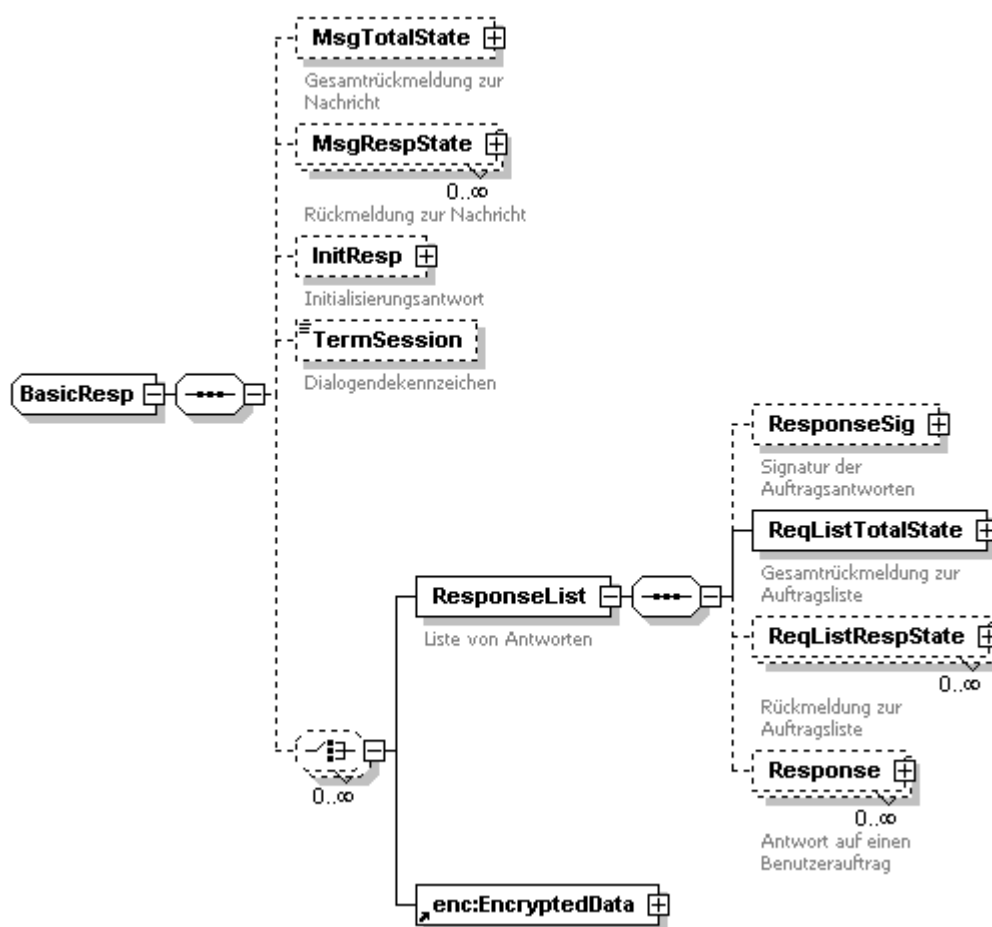 MsgTotalState
Gesamtrückmeldung zur
Nachricht
MsgRespState
0..∞
Rückmeldung zur Nachricht
InitResp
Initialisierungsantwort
TermSession
Dialogendekennzeichen
BasicResp
ResponseSig
Signatur der
Auftragsantworten
ReqListTotalState
Gesamtrückmeldung zur
Auftragsliste
ResponseList
Liste von Antworten
ReqListRespState
0..∞
Rückmeldung zur
Auftragsliste
Response
0..∞
Antwort auf einen
Benutzerauftrag
0..∞
enc:EncryptedData